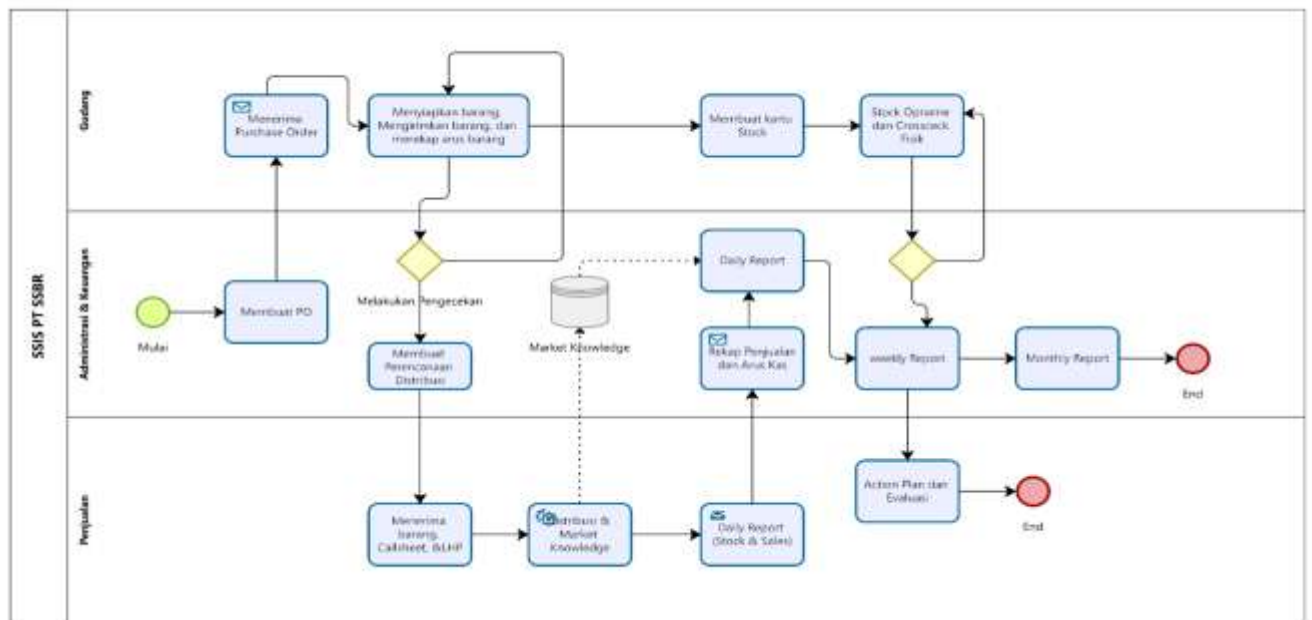 SSIS PT SSBR
Gudang
Menerima
Purchase Order
Menyiapkan barang,
Mengirimkan barang, dan
merekap arus barang
Membuat kartu
Stock
Stock Opname
dan Crossceck
Fisik
Administrasi & Keuangan
Mulai
Membuat PO
Melakukan Pengecekan
Membuat
Perencanaan
Distribusi
Market Knowledge
Daily Report
Rekap Penjualan
dan Arus Kas
weekly Report
Monthly Report
End
Penjualan
Menerima
barang,
Callsheet, &LHP
Distribusi &
Market
Knowledge
Daily Report
(Stock & Sales)
Action Plan dan
Evaluasi
End